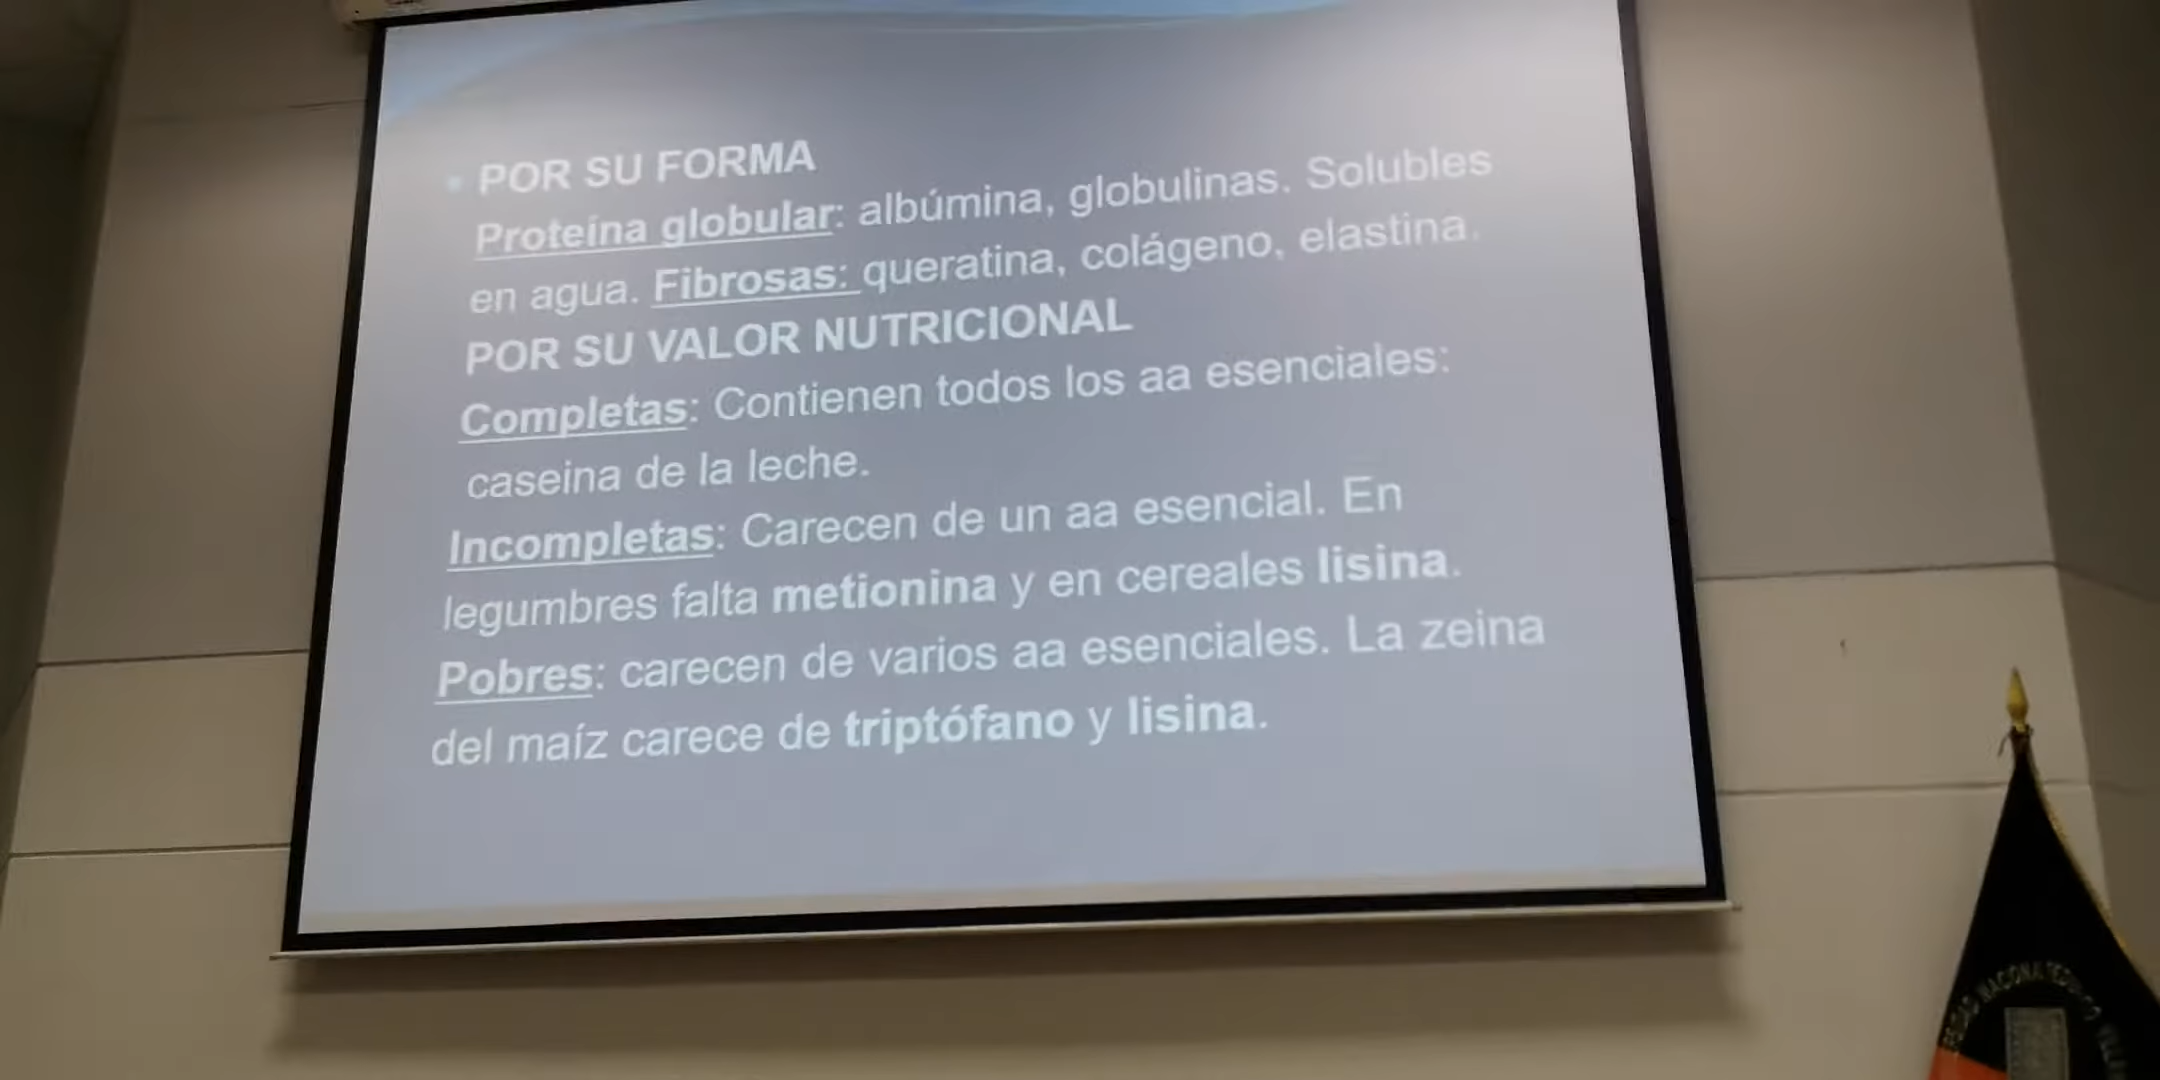 POR SU FORMA
Proteína globular: albúmina, globulinas. Solubles
en agua. Fibrosas: queratina, colágeno, elastina.
POR SU VALOR NUTRICIONAL
Completas: Contienen todos los aa esenciales:
caseina de la leche.
Incompletas: Carecen de un aa esencial. En
legumbres falta metionina y en cereales lisina.
Pobres: carecen de varios aa esenciales. La zeina
del maíz carece de triptófano y lisina.